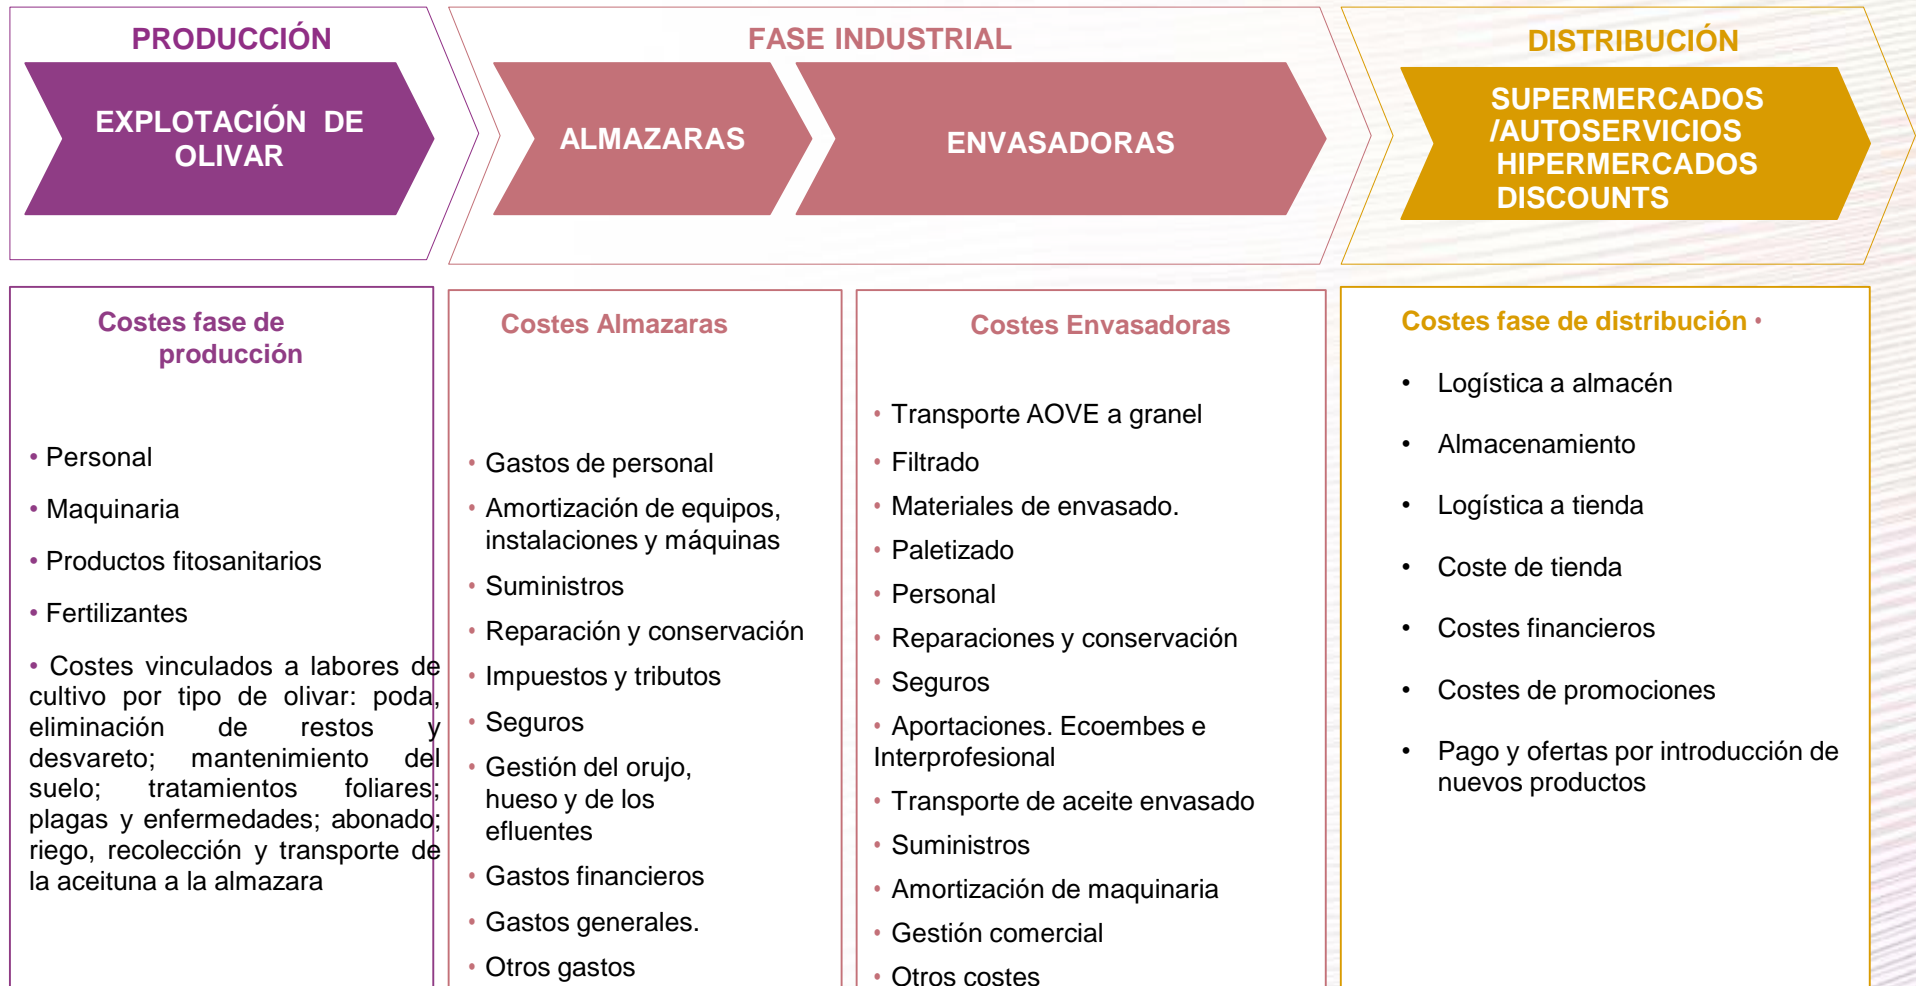 PRODUCCIÓN
EXPLOTACIÓN DE
OLIVAR
FASE INDUSTRIAL
ALMAZARAS
ENVASADORAS
DISTRIBUCIÓN
SUPERMERCADOS
/AUTOSERVICIOS
HIPERMERCADOS
DISCOUNTS
Costes fase de
producción
• Personal
• Maquinaria
• Productos fitosanitarios
• Fertilizantes
• Costes vinculados a labores de
cultivo por tipo de olivar: poda,
eliminación de restos y
desvareto; mantenimiento del
suelo; tratamientos foliares;
plagas y enfermedades; abonado;
riego, recolección y transporte de
la aceituna a la almazara
Costes Almazaras
• Gastos de personal
• Amortización de equipos,
instalaciones y máquinas
• Suministros
• Reparación y conservación
• Impuestos y tributos
• Seguros
• Gestión del orujo,
hueso y de los
efluentes
• Gastos financieros
• Gastos generales.
• Otros gastos
Costes Envasadoras
• Transporte AOVE a granel
• Filtrado
• Materiales de envasado.
• Paletizado
• Personal
• Reparaciones y conservación
• Seguros
• Aportaciones. Ecoembes e
Interprofesional
• Transporte de aceite envasado
• Suministros
• Amortización de maquinaria
• Gestión comercial
• Otros costes
Costes fase de distribución •
• Logística a almacén
• Almacenamiento
• Logística a tienda
• Coste de tienda
• Costes financieros
• Costes de promociones
• Pago y ofertas por introducción de
nuevos productos